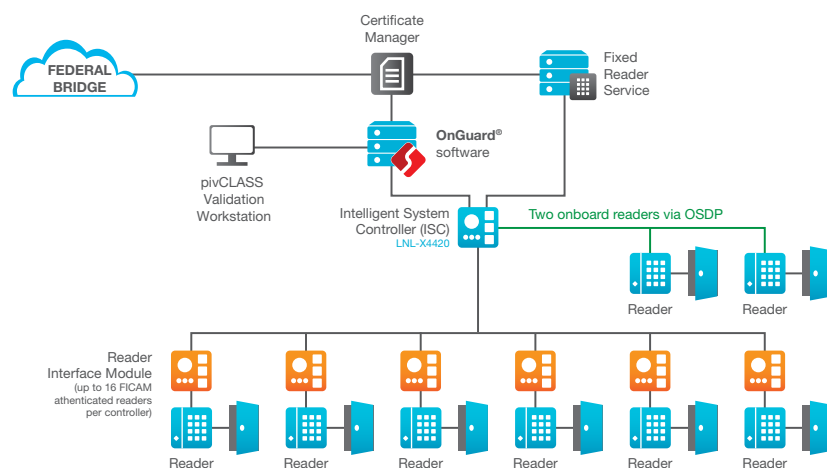 Certificate
Manager
FEDERAL
BRIDGE
Fixed
Reader
Service
OnGuard®
software
pivCLASS
Validation
Workstation
Intelligent System
Controller (ISC)
LNL-X4420
Two onboard readers via OSDP
Reader
Reader
Reader
Interface Module
(up to 16 FICAM
athenticated readers
per controller)
Reader
Reader
Reader
Reader
Reader
Reader